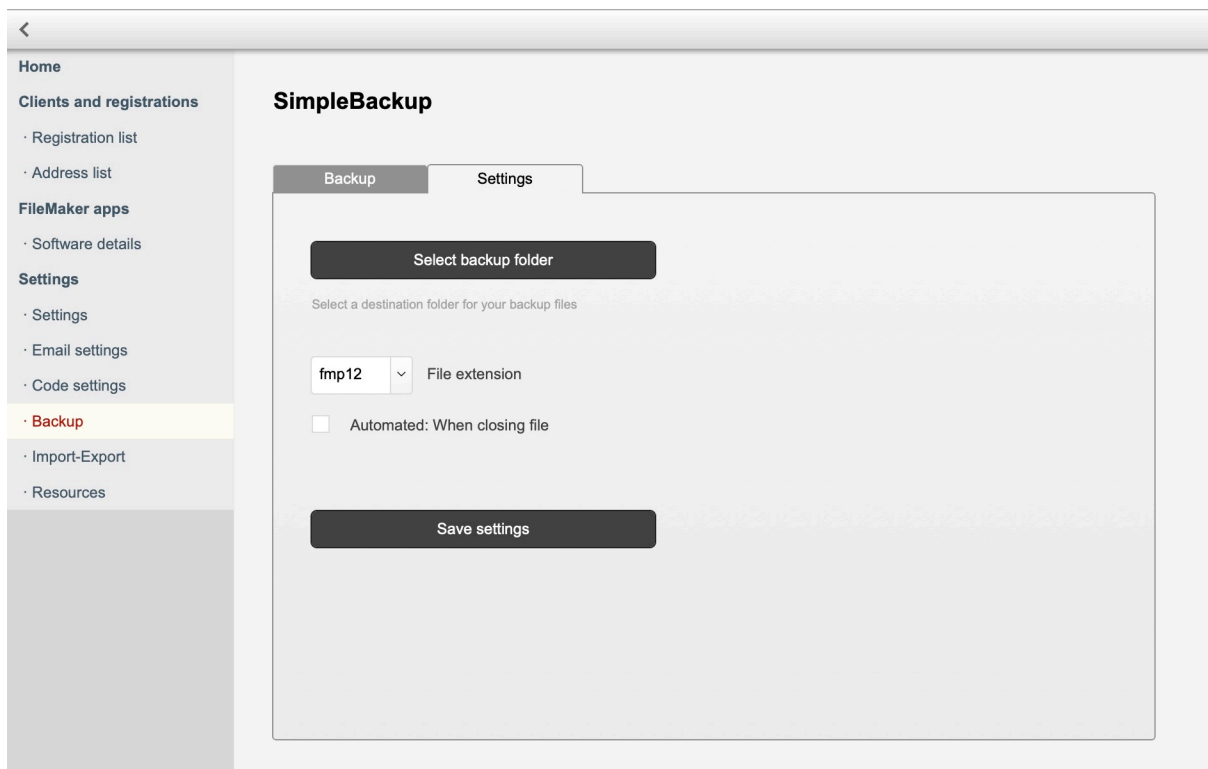 Home
Clients and registrations
· Registration list
· Address list
FileMaker apps
· Software details
Settings
· Settings
· Email settings
· Code settings
· Backup
· Import-Export
· Resources
SimpleBackup
Backup Settings
Select backup folder
Select a destination folder for your backup files
fmp12 File extension
Automated: When closing file
Save settings